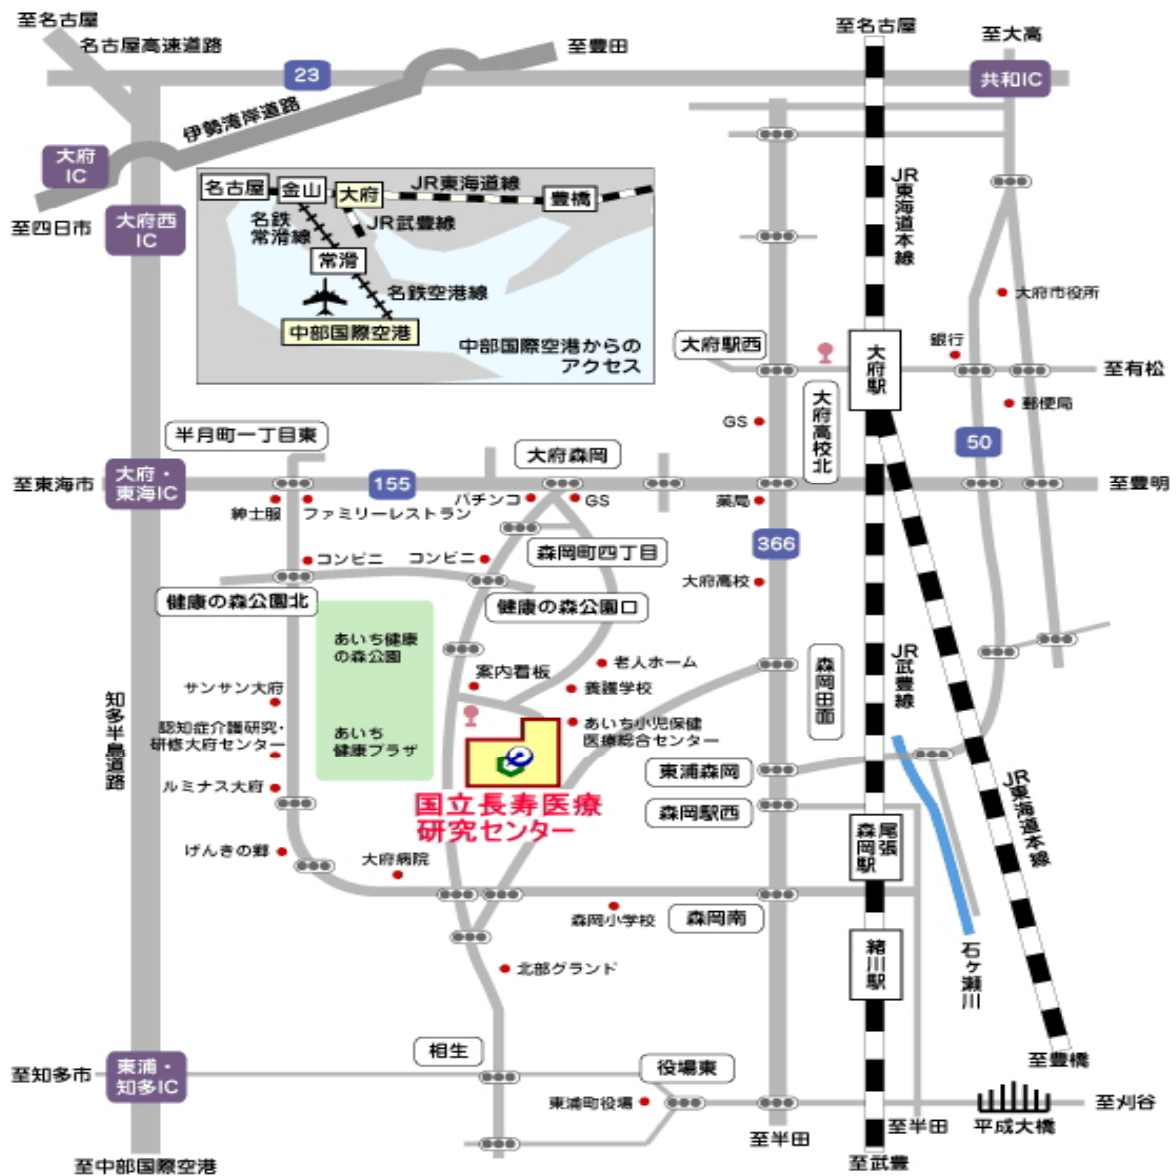 至名古屋
名古屋高速道路
至豊田
至名古屋
至大高
23
共和IC
伊勢湾岸道路
大府
IC
至四日市
大府西
IC
名古屋
金山
大府
JR東海道線
豊橋
名鉄
常滑線
JR武豊線
常滑
名鉄空港線
中部国際空港
中部国際空港からの
アクセス
JR東海道本線
大府市役所
大府駅西
銀行
大府駅
至有松
郵便局
大府高校北
GS
50
半月町一丁目東
大府森岡
至東海市
大府・
東海IC
155
至豊明
紳士服
ファミリーレストラン
パチンコ
GS
薬局
366
森岡町四丁目
コンビニ
コンビニ
大府高校
健康の森公園北
健康の森公園口
あいち健康
の森公園
案内看板
老人ホーム
養護学校
森岡田面
JR武豊線
サンサン大府
知多半島道路
認知症介護研究・
研修大府センター
あいち
健康プラザ
あいち小児保健
医療総合センター
東浦森岡
ルミナス大府
国立長寿医療
研究センター
森岡駅西
JR東海道本線
尾張
森岡駅
げんきの郷
大府病院
森岡小学校
森岡南
緒川駅
石ヶ瀬川
北部グランド
相生
役場東
至豊橋
至知多市
東浦・
知多IC
東浦町役場
至刈谷
平成大橋
至半田
至半田
至中部国際空港
至武豊